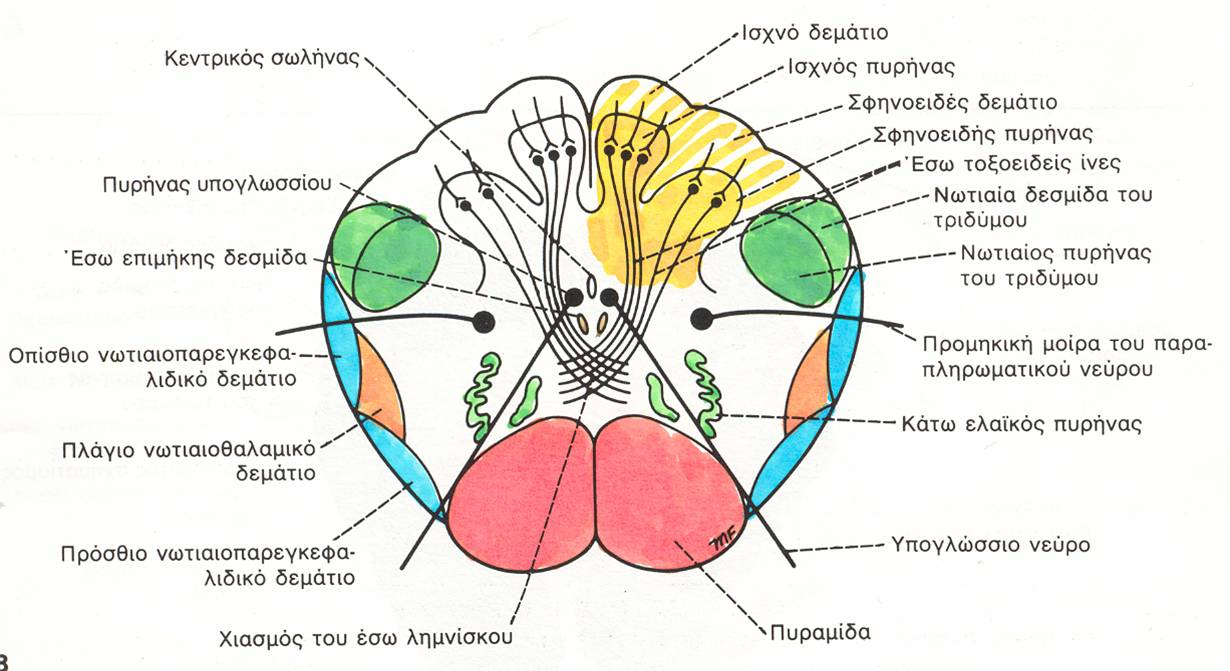 Κεντρικός σωλήνας
Πυρήνας υπογλωσσίου
Έσω επιμήκης δεσμίδα
Οπίσθιο νωτιαιοπαρεγκεφα-
λιδικό δεμάτιο
Πλάγιο νωτιαιοθαλαμικό
δεμάτιο
Πρόσθιο νωτιαιοπαρεγκεφα-
λιδικό δεμάτιο
Χιασμός του έσω λημνίσκου
Ισχνό δεμάτιο
Ισχνός πυρήνας
Σφηνοειδές δεμάτιο
Σφηνοειδής πυρήνας
Έσω τοξοειδείς ίνες
Νωτιαία δεσμίδα του
τριδύμου
Νωτιαίος πυρήνας
του τριδύμου
Προμηκική μοίρα του παρα-
πληρωματικού νεύρου
Κάτω ελαϊκός πυρήνας
Υπογλώσσιο νεύρο
Πυραμίδα
MF